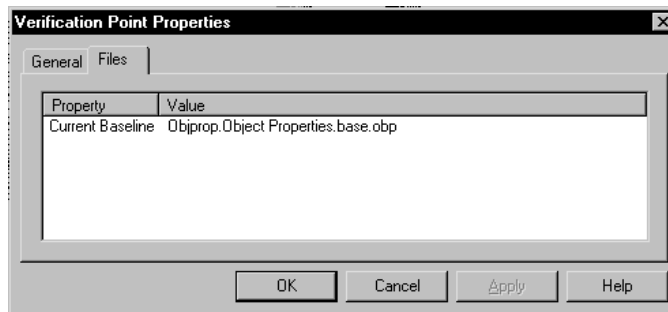 Verification Point Properties
General Files
Property Value
Current Baseline Objprop.Object Properties.base.obp
OK Cancel Apply Help